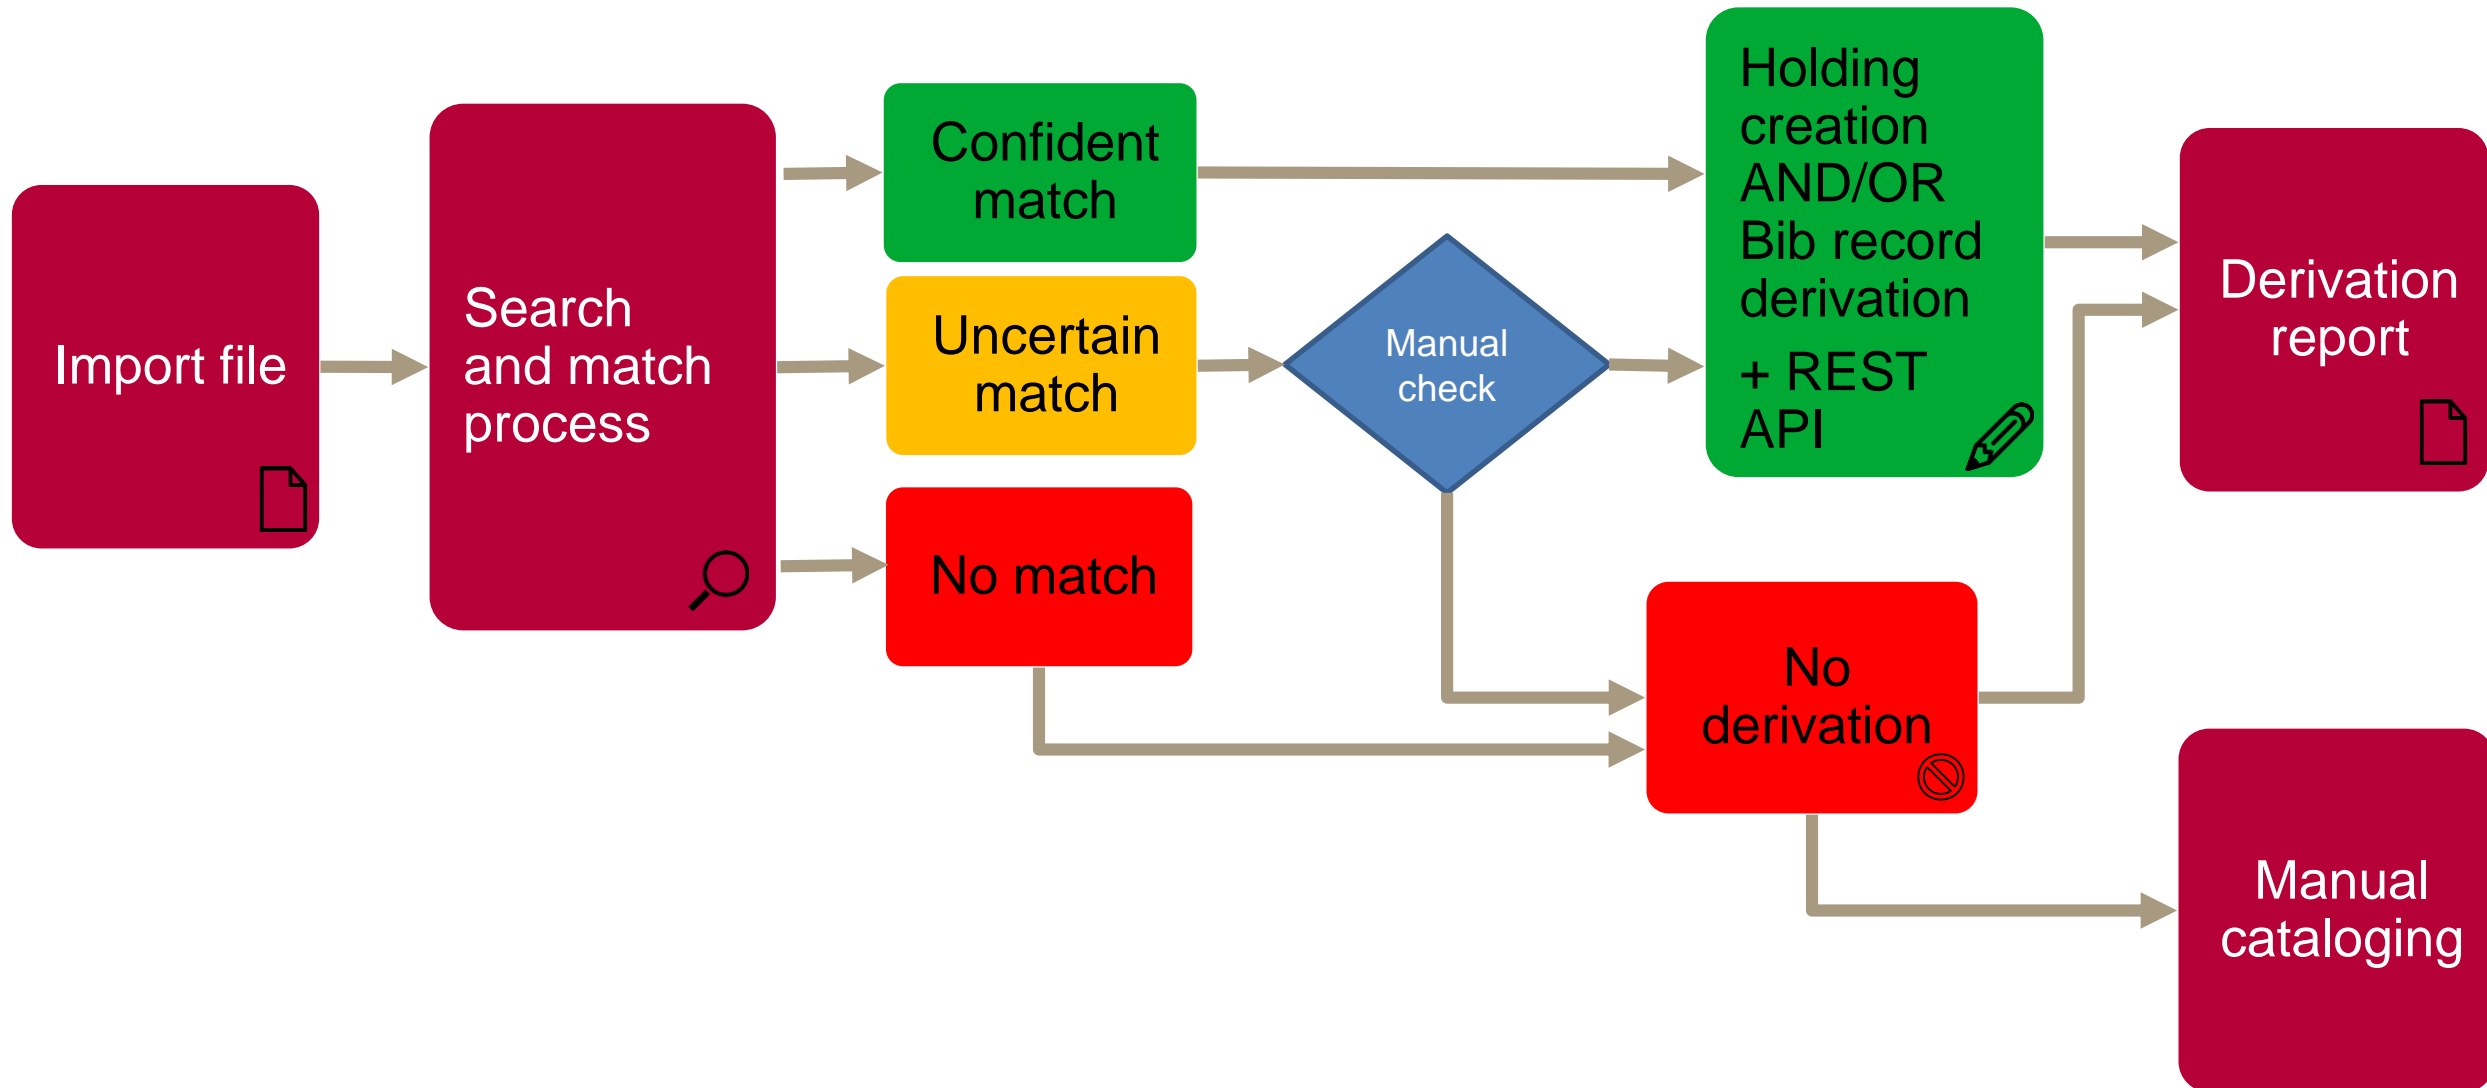 Import file
Search
and match
process
Confident
match
Uncertain
match
No match
Manual
check
Holding
creation
AND/OR
Bib record
derivation
+ REST
API
No
derivation
Derivation
report
Manual
cataloging